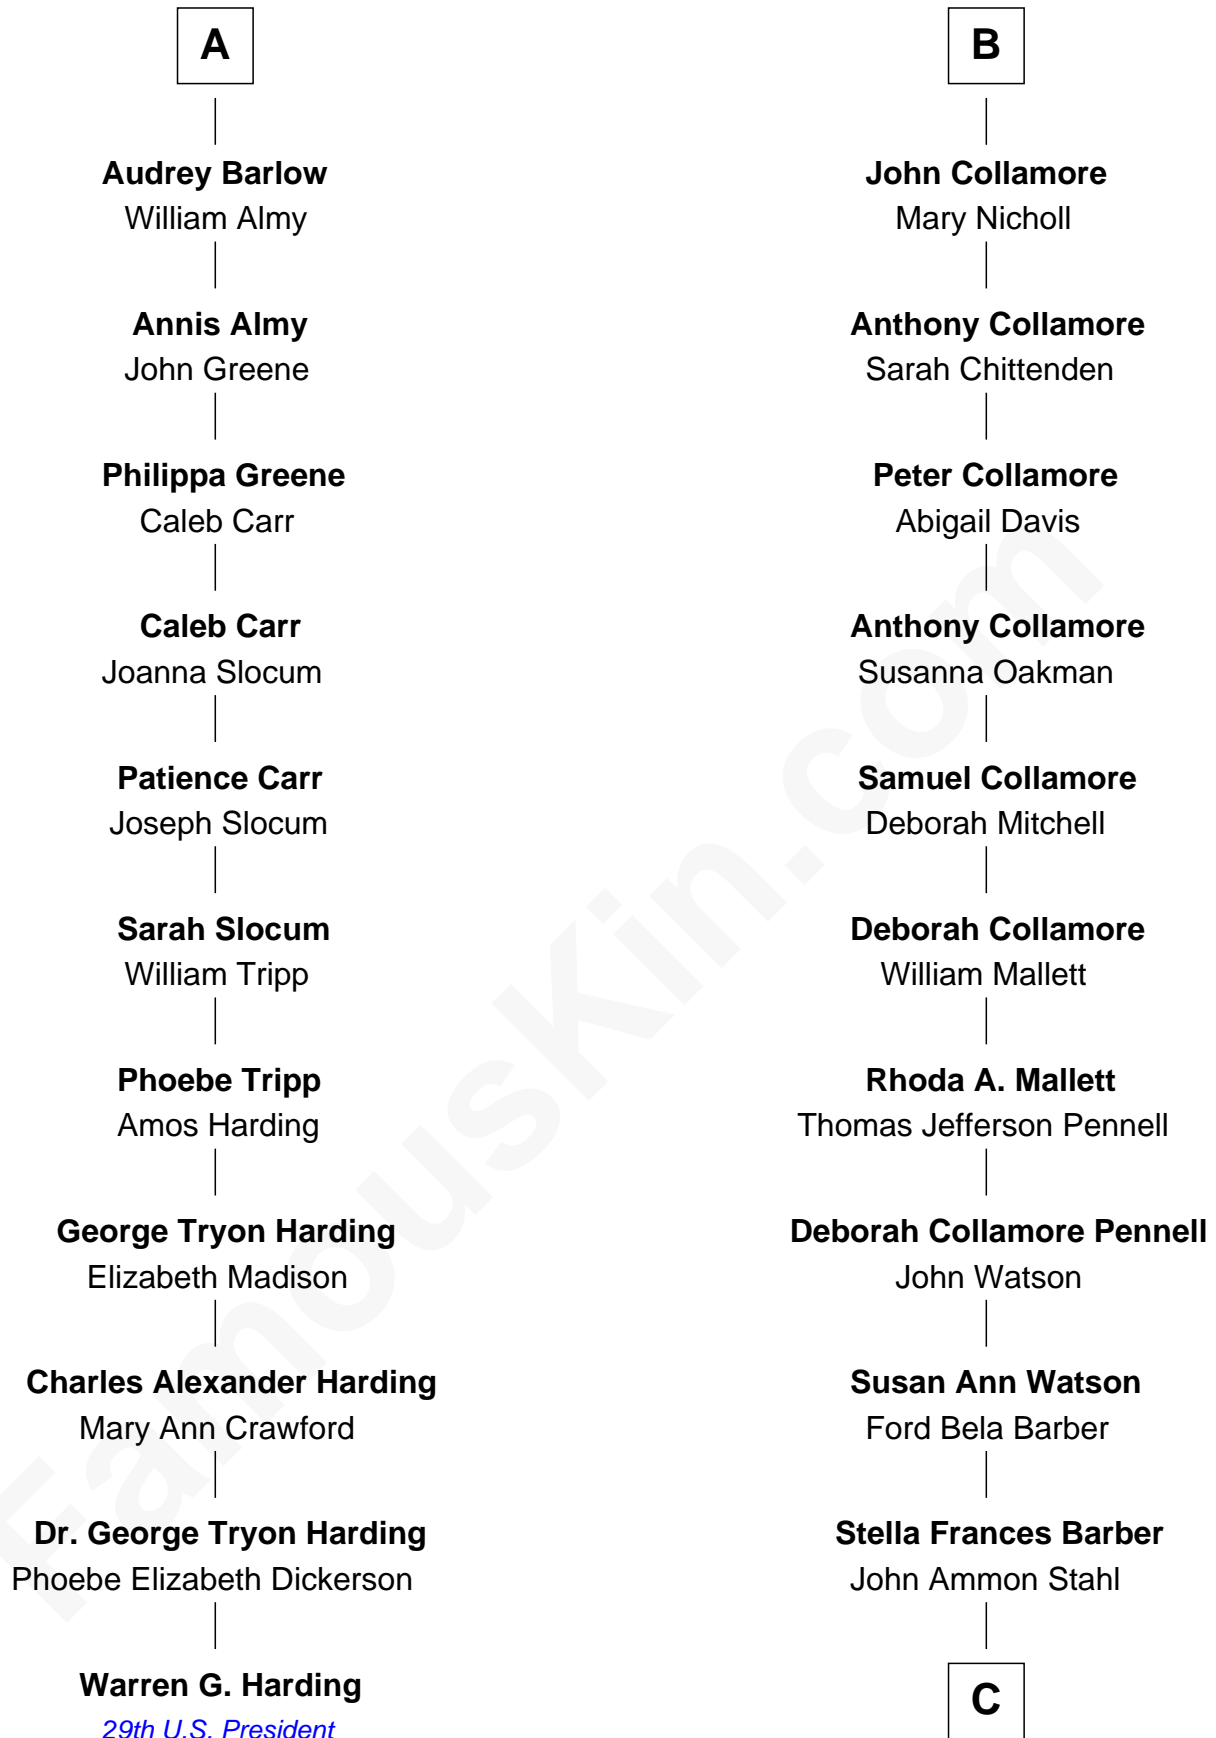 A
Audrey Barlow
William Almy
Annis Almy
John Greene
Philippa Greene
Caleb Carr
Caleb Carr
Joanna Slocum
Patience Carr
Joseph Slocum
Sarah Slocum
William Tripp
Phoebe Tripp
Amos Harding
George Tryon Harding
Elizabeth Madison
Charles Alexander Harding
Mary Ann Crawford
Dr. George Tryon Harding
Phoebe Elizabeth Dickerson
Warren G. Harding
29th U.S. President
B
John Collamore
Mary Nicholl
Anthony Collamore
Sarah Chittenden
Peter Collamore
Abigail Davis
Anthony Collamore
Susanna Oakman
Samuel Collamore
Deborah Mitchell
Deborah Collamore
William Mallett
Rhoda A. Mallett
Thomas Jefferson Pennell
Deborah Collamore Pennell
John Watson
Susan Ann Watson
Ford Bela Barber
Stella Frances Barber
John Ammon Stahl
C
FamousKin.com